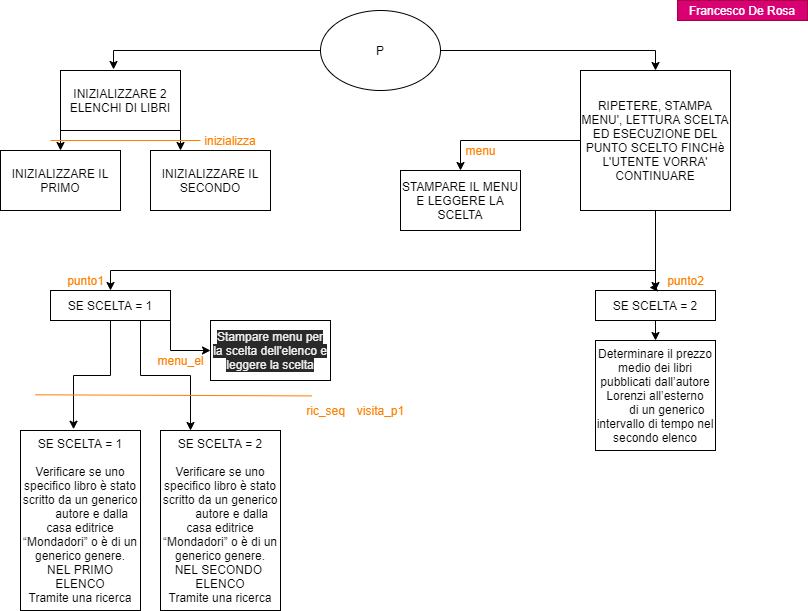 Francesco De Rosa
P
INIZIALIZZARE 2
ELENCHI DI LIBRI
RIPETERE, STAMPA
MENU', LETTURA SCELTA
ED ESECUZIONE DEL
PUNTO SCELTO FINCHè
L'UTENTE VORRA'
CONTINUARE
inizializza
menu
INIZIALIZZARE IL
PRIMO
INIZIALIZZARE IL
SECONDO
STAMPARE IL MENU
E LEGGERE LA
SCELTA
punto1
punto2
SE SCELTA = 1
SE SCELTA = 2
Stampare menu per
la scelta dell'elenco e
leggere la scelta
menu_el
Determinare il prezzo
medio dei libri
pubblicati dall'autore
Lorenzi all'esterno
di un generico
intervallo di tempo nel
secondo elenco
ric_seq visita_p1
SE SCELTA = 1
Verificare se uno
specifico libro è stato
scritto da un generico
autore e dalla
casa editrice
“Mondadori” o è di un
generico genere.
NEL PRIMO
ELENCO
Tramite una ricerca
SE SCELTA = 2
Verificare se uno
specifico libro è stato
scritto da un generico
autore e dalla
casa editrice
“Mondadori” o è di un
generico genere.
NEL SECONDO
ELENCO
Tramite una ricerca